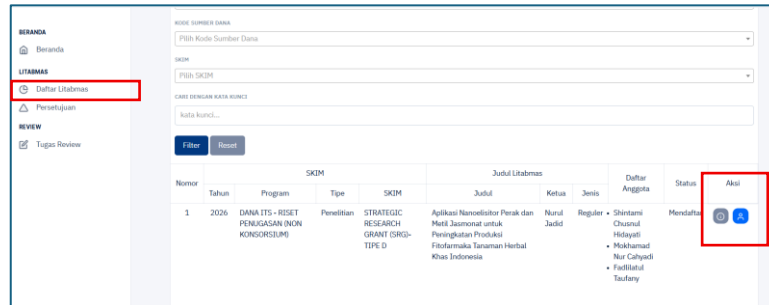 BERANDA
Beranda
LITABMAS
Daftar Litabmas
Persetujuan
REVIEW
Tugas Review
KODE SUMBER DANA
Pilih Kode Sumber Dana
SKIM
Pilih SKIM
CARI DENGAN KATA KUNCI
kata kunci...
Filter Reset
Nomor SKIM Judul Litabmas Daftar Anggota Status Aksi
Tahun Program Tipe SKIM Judul Ketua Jenis
1 2026 DANA ITS - RISET Penelitian STRATEGIC Aplikasi Nanoelisitor Perak dan Nurul Reguler • Shintami Mendaftar
PENUGASAN (NON RESEARCH Metil Jasmonat untuk Jadid Chusnul
KONSORSIUM) GRANT (SRG)- Peningkatan Produksi Hidayati
TIPE D Fitofarmaka Tanaman Herbal • Mokhamad
Khas Indonesia Nur Cahyadi
• Fadlilatul
Taufany